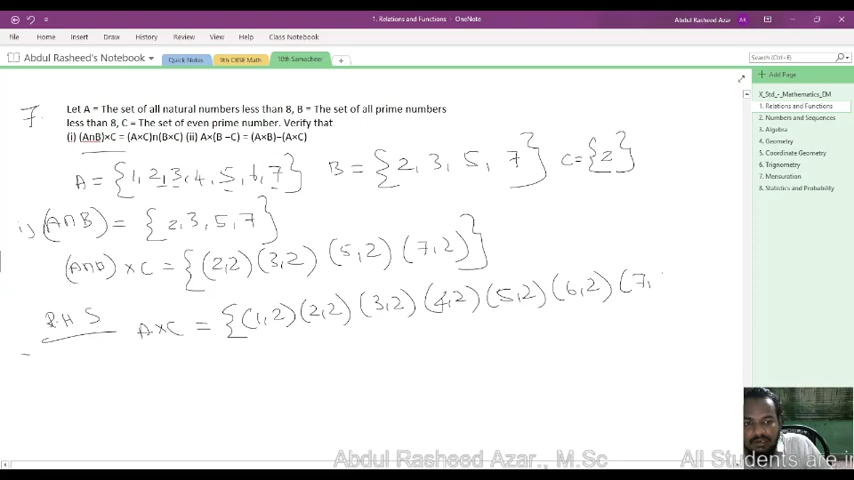 1. Relations and Functions - OneNote
Abdul Rasheed Azar AR
File Home Insert Draw History Review View Help Class Notebook
Abdul Rasheed's Notebook Quick Notes 9th CBSE Math 10th Samacheer +
Search (Ctrl+E)
+ Add Page
X_Std_-_Mathematics_EM
1. Relations and Functions
2. Numbers and Sequences
3. Algebra
4. Geometry
5. Coordinate Geometry
6. Trigonometry
7. Mensuration
8. Statistics and Probability
7. Let A = The set of all natural numbers less than 8, B = The set of all prime numbers
less than 8, C = The set of even prime number. Verify that
(i) (A∩B)×C = (A×C)∩(B×C) (ii) A×(B −C) = (A×B)−(A×C)
A = {1, 2, 3, 4, 5, 6, 7} B = {2, 3, 5, 7} C = {2}
i) (A∩B) = {2, 3, 5, 7}
(A∩B) × C = {(2,2) (3,2) (5,2) (7,2)}
R.H.S A×C = {(1,2) (2,2) (3,2) (4,2) (5,2) (6,2) (7,
=
Abdul Rasheed Azar., M.Sc All Students are in